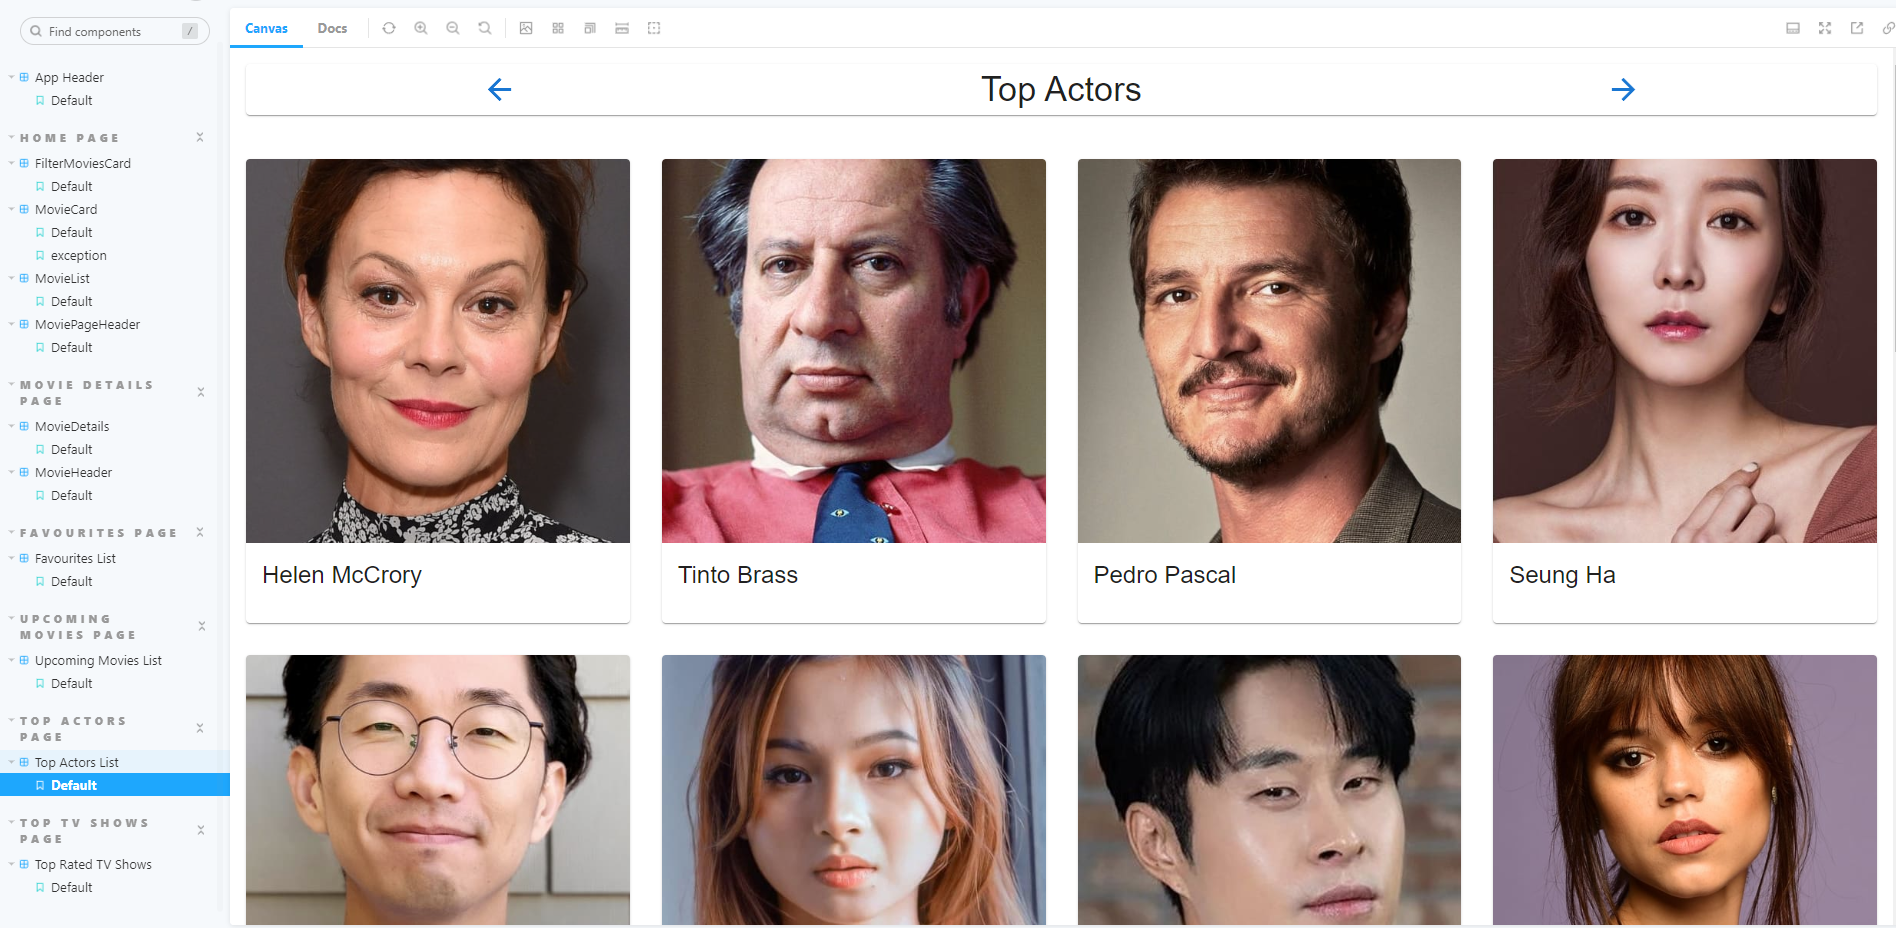 Find components /
App Header
Default
HOME PAGE
FilterMoviesCard
Default
MovieCard
Default
exception
MovieList
Default
MoviePageHeader
Default
MOVIE DETAILS
PAGE
MovieDetails
Default
MovieHeader
Default
FAVOURITES PAGE
Favourites List
Default
UPCOMING
MOVIES PAGE
Upcoming Movies List
Default
TOP ACTORS
PAGE
Top Actors List
Default
TOP TV SHOWS
PAGE
Top Rated TV Shows
Default
Canvas Docs
Top Actors
Helen McCrory
Tinto Brass
Pedro Pascal
Seung Ha